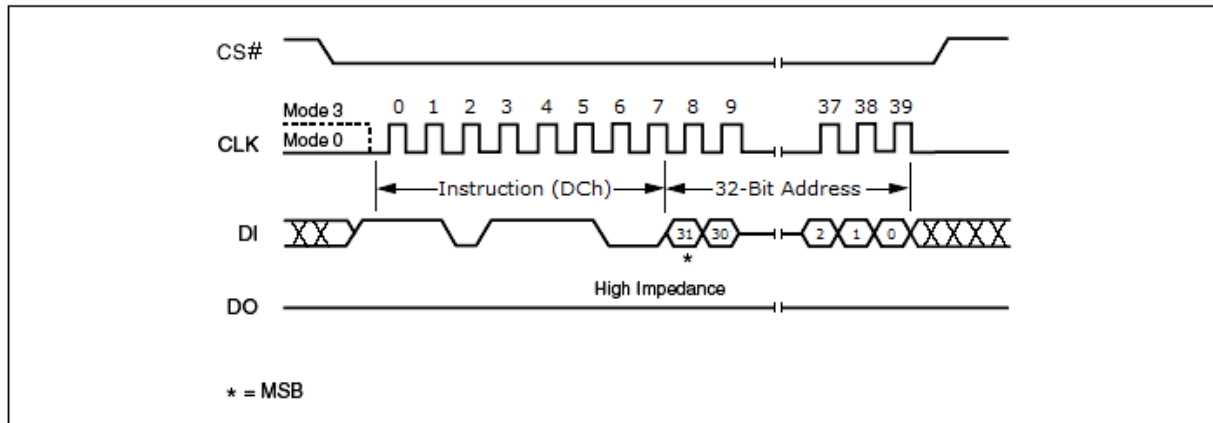 CS#
Mode 3 0 1 2 3 4 5 6 7 8 9 37 38 39
CLK Mode 0
Instruction (DCh) 32-Bit Address
DI 31 30 2 1 0
*
High Impedance
DO
* = MSB